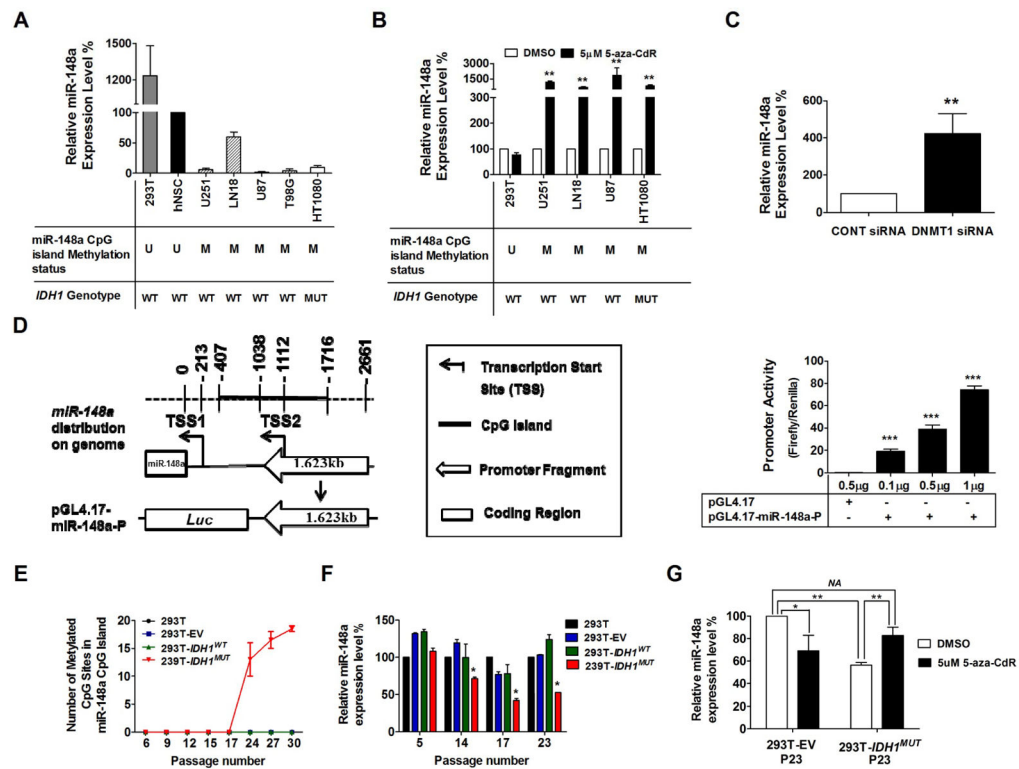 A
Relative miR-148a
Expression Level %
1500
1200
100
50
0
293T
hNSC
U251
LN18
U87
T98G
HT1080
miR-148a CpG
island Methylation
status
U U M M M M M
IDH1 Genotype
WT WT WT WT WT WT MUT
B
DMSO
5μM 5-aza-CdR
Relative miR-148a
Expression Level %
3000
1500
100
80
60
40
20
0
** ** ** **
293T
U251
LN18
U87
HT1080
miR-148a CpG
island Methylation
status
U M M M M
IDH1 Genotype
WT WT WT WT MUT
C
Relative miR-148a
Expression Level %
600
400
200
0
**
CONT siRNA DNMT1 siRNA
D
0
213
407
1038
1112
1716
2661
miR-148a
distribution
on genome
TSS1
TSS2
miR-148a
1.623kb
pGL4.17-
miR-148a-P
Luc
1.623kb
Transcription Start
Site (TSS)
CpG Island
Promoter Fragment
Coding Region
Promoter Activity
(Firefly/Renilla)
100
80
60
40
20
0
*** *** ***
0.5μg 0.1μg 0.5μg 1μg
pGL4.17 + - - -
pGL4.17-miR-148a-P - + + +
E
Number of Metylated
CpG Sites in
miR-148a CpG Island
20
15
10
5
0
293T
293T-EV
293T-IDH1WT
239T-IDH1MUT
6 9 12 15 17 24 27 30
Passage number
F
Relative miR-148a
expression level %
150
125
100
75
50
25
0
293T
293T-EV
293T-IDH1WT
239T-IDH1MUT
* * *
5 14 17 23
Passage number
G
Relative miR-148a
expression level %
100
80
60
40
20
0
NA
**
*
**
DMSO
5uM 5-aza-CdR
293T-EV
P23
293T-IDH1MUT
P23